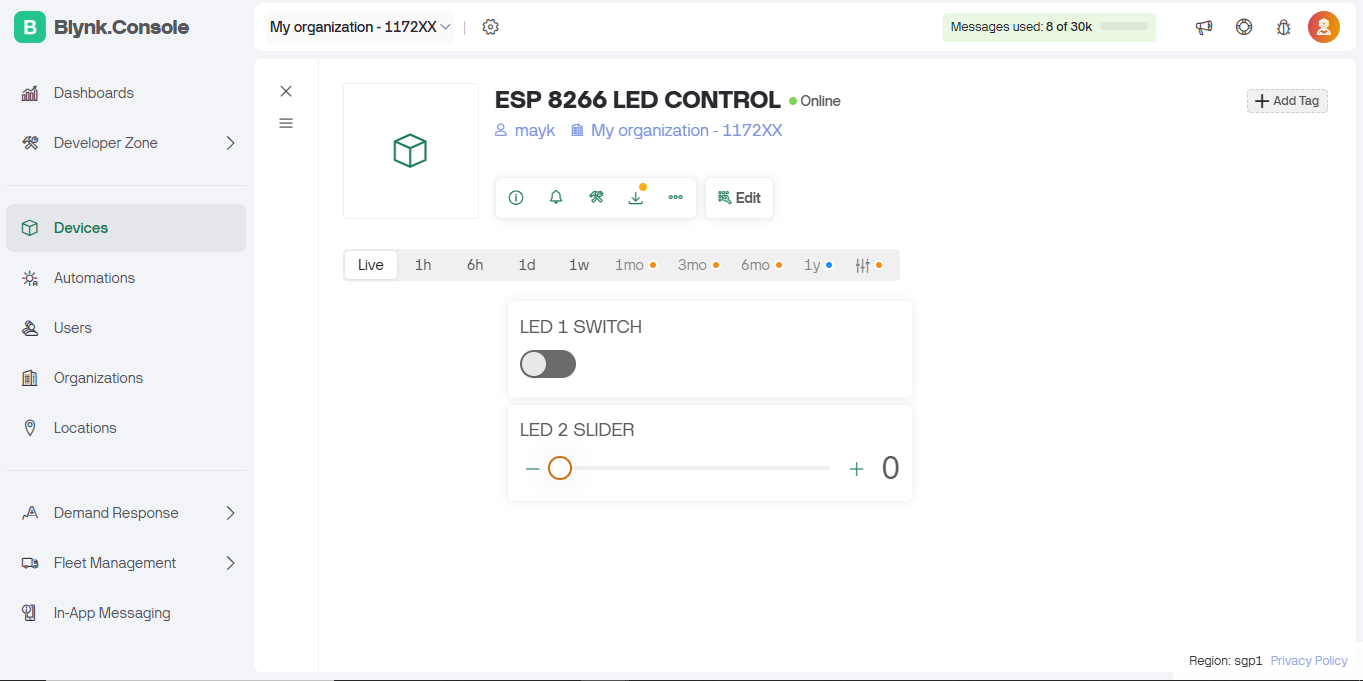 B Blynk.Console
My organization - 1172XX
Messages used: 8 of 30k
Dashboards
Developer Zone
Devices
Automations
Users
Organizations
Locations
Demand Response
Fleet Management
In-App Messaging
ESP 8266 LED CONTROL Online
mayk My organization - 1172XX
Add Tag
Edit
Live 1h 6h 1d 1w 1mo 3mo 6mo 1y
LED 1 SWITCH
LED 2 SLIDER
0
Region: sgp1 Privacy Policy